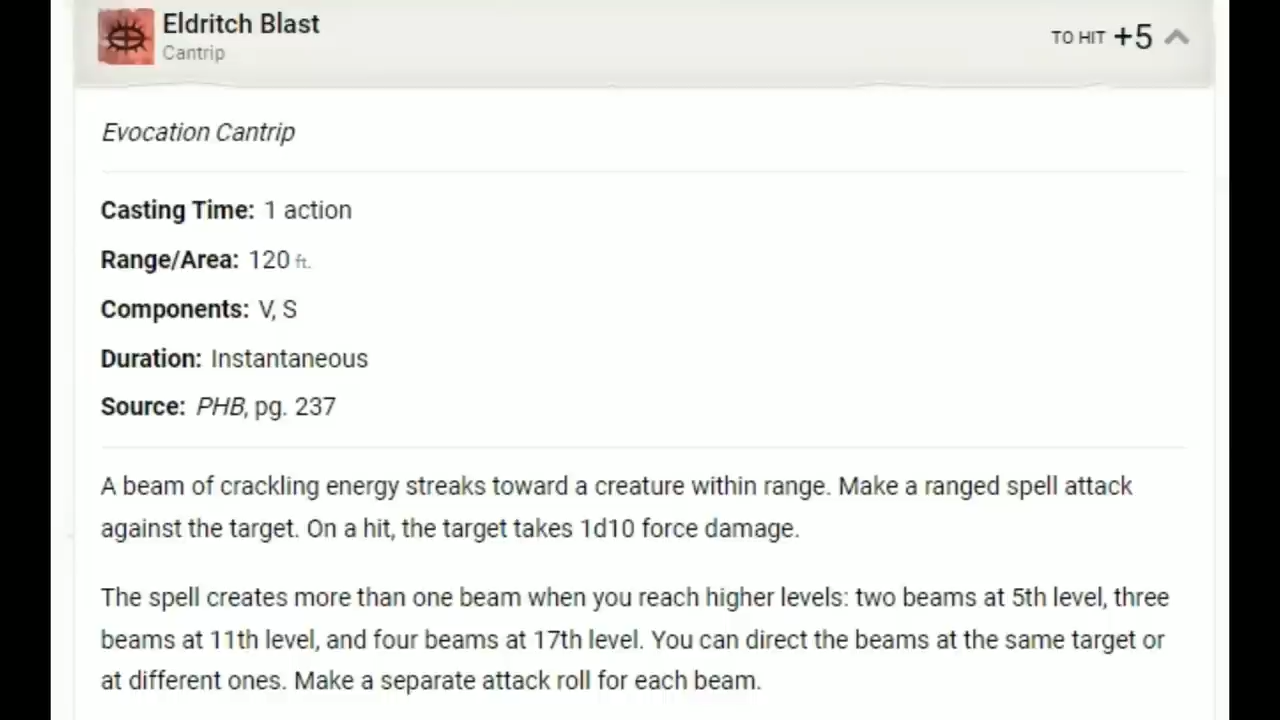 Eldritch Blast
TO HIT +5
Cantrip
Evocation Cantrip
Casting Time: 1 action
Range/Area: 120 ft.
Components: V, S
Duration: Instantaneous
Source: PHB, pg. 237
A beam of crackling energy streaks toward a creature within range. Make a ranged spell attack
against the target. On a hit, the target takes 1d10 force damage.
The spell creates more than one beam when you reach higher levels: two beams at 5th level, three
beams at 11th level, and four beams at 17th level. You can direct the beams at the same target or
at different ones. Make a separate attack roll for each beam.